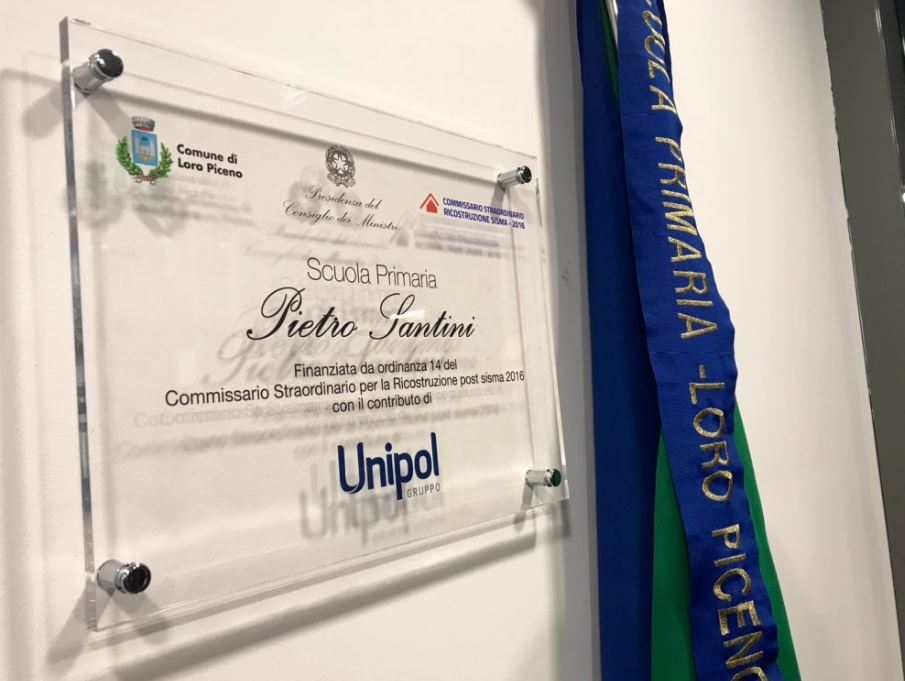 Comune di
Loro Piceno
Presidenza del
Consiglio dei Ministri
COMMISSARIO STRAORDINARIO
RICOSTRUZIONE SISMA - 2016
Scuola Primaria
Pietro Santini
Finanziata da ordinanza 14 del
Commissario Straordinario per la Ricostruzione post sisma 2016
con il contributo di
Unipol
GRUPPO
UOLA PRIMARIA - LORO PICENO